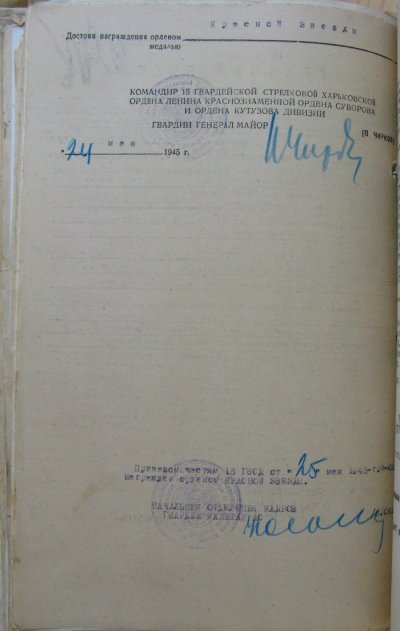 Красной Звезды
Достоин награждения орденом
медалью
КОМАНДИР 15 ГВАРДЕЙСКОЙ СТРЕЛКОВОЙ ХАРЬКОВСКОЙ
ОРДЕНА ЛЕНИНА КРАСНОЗНАМЕННОЙ ОРДЕНА СУВОРОВА
И ОРДЕНА КУТУЗОВА ДИВИЗИИ
ГВАРДИИ ГЕНЕРАЛ МАЙОР
(П. ЧИРКОВ
"24" мая 1945 г.
Приказом частям 15 ГВСД от "25" мая 1945 г.
награжден орденом КРАСНОЙ ЗВЕЗДЫ.
НАЧАЛЬНИК ОТДЕЛЕНИЯ КАДРОВ
ГВАРДИИ КАПИТАН АС